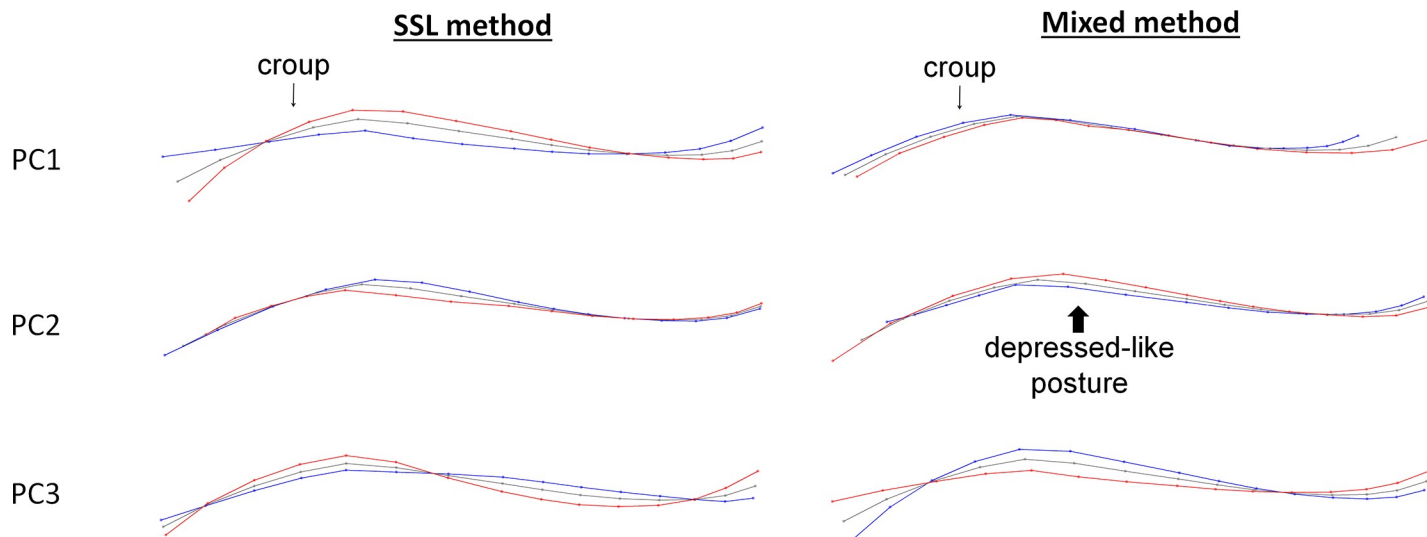 SSL method
Mixed method
croup
croup
PC1
PC2
depressed-like
posture
PC3